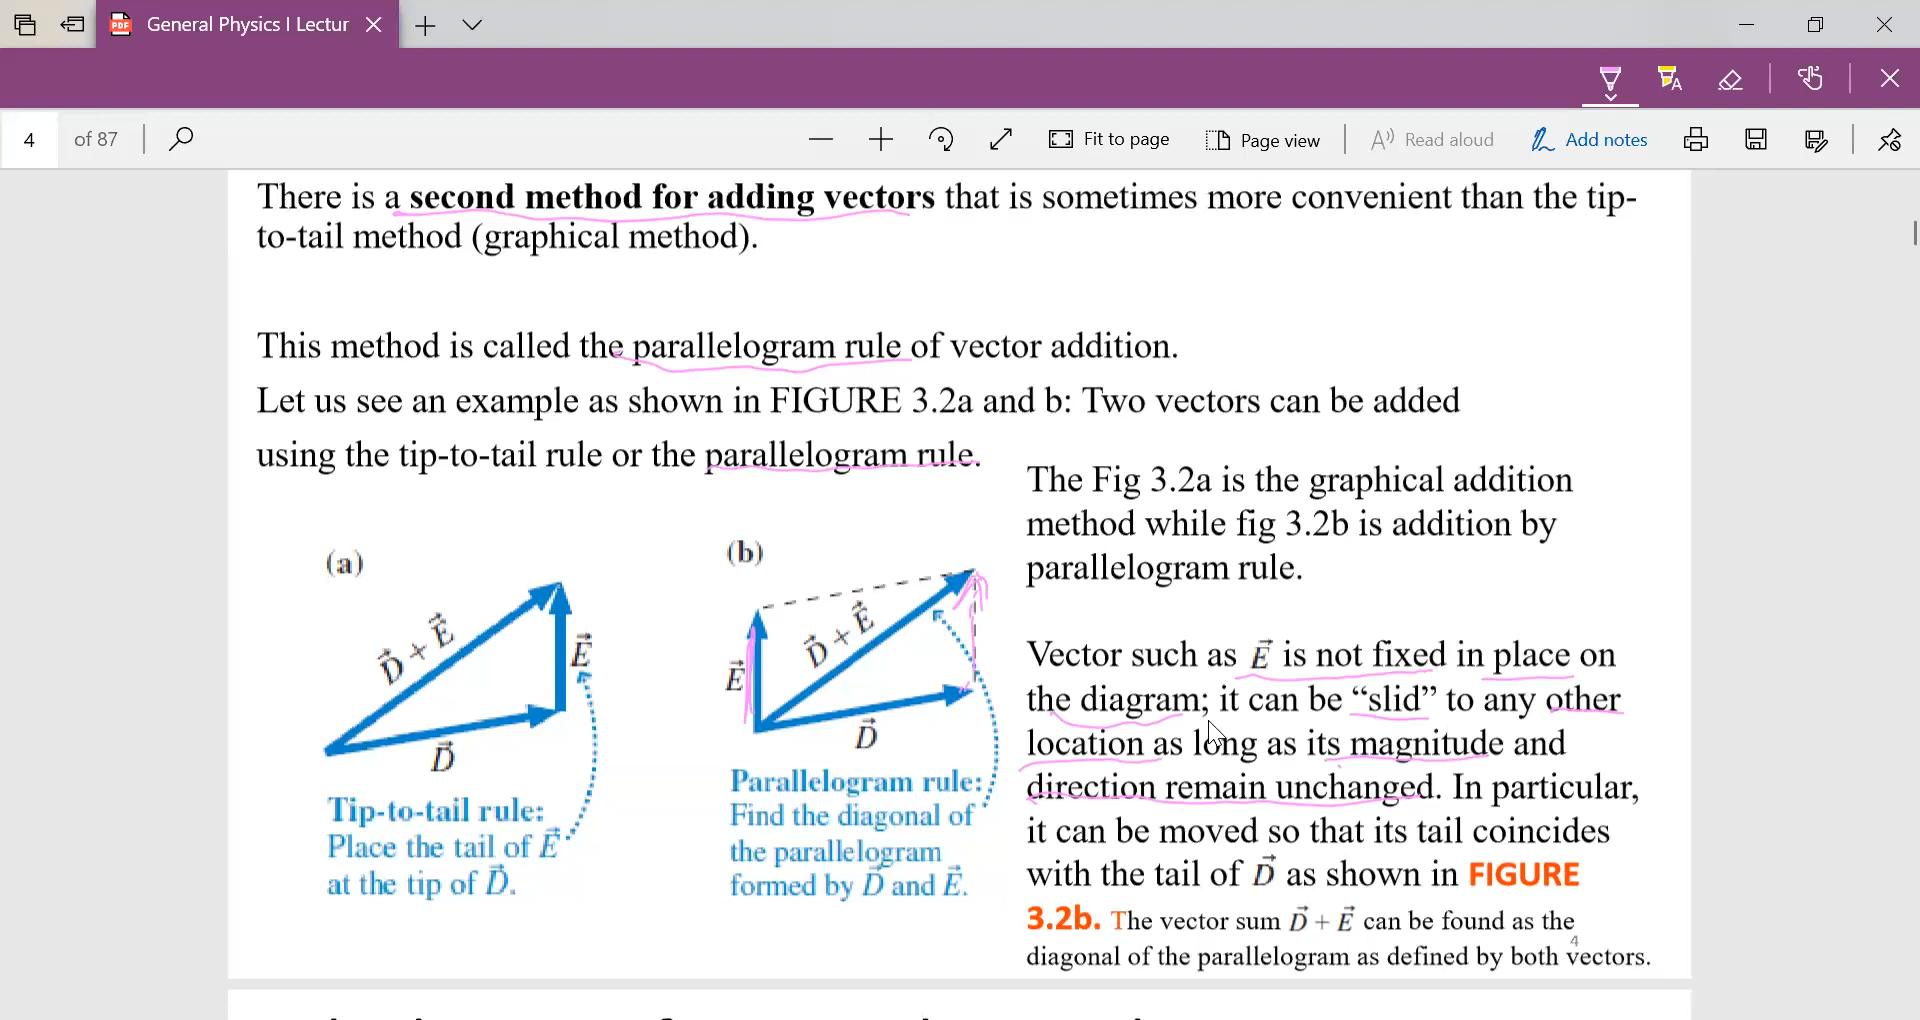 General Physics I Lectur
4 of 87
Fit to page
Page view
Read aloud
Add notes
There is a second method for adding vectors that is sometimes more convenient than the tip-
to-tail method (graphical method).
This method is called the parallelogram rule of vector addition.
Let us see an example as shown in FIGURE 3.2a and b: Two vectors can be added
using the tip-to-tail rule or the parallelogram rule.
(a)
D⃗ + E⃗
E⃗
D⃗
Tip-to-tail rule:
Place the tail of E⃗
at the tip of D⃗.
(b)
D⃗ + E⃗
E⃗
D⃗
Parallelogram rule:
Find the diagonal of
the parallelogram
formed by D⃗ and E⃗.
The Fig 3.2a is the graphical addition
method while fig 3.2b is addition by
parallelogram rule.
Vector such as E⃗ is not fixed in place on
the diagram; it can be “slid” to any other
location as long as its magnitude and
direction remain unchanged. In particular,
it can be moved so that its tail coincides
with the tail of D⃗ as shown in FIGURE
3.2b. The vector sum D⃗ + E⃗ can be found as the
diagonal of the parallelogram as defined by both vectors.
4